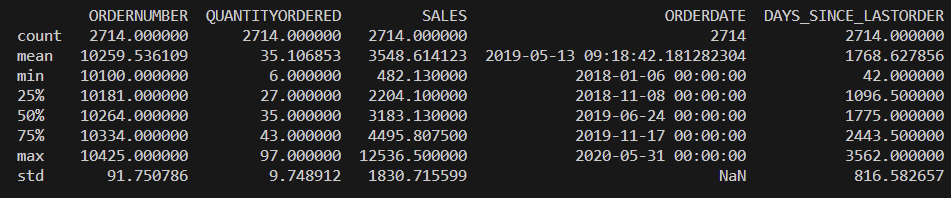 ORDERNUMBER QUANTITYORDERED SALES ORDERDATE DAYS_SINCE_LASTORDER
count 2714.000000 2714.000000 2714.000000 2714 2714.000000
mean 10259.536109 35.106853 3548.614123 2019-05-13 09:18:42.181282304 1768.627856
min 10100.000000 6.000000 482.130000 2018-01-06 00:00:00 42.000000
25% 10181.000000 27.000000 2204.100000 2018-11-08 00:00:00 1096.500000
50% 10264.000000 35.000000 3183.130000 2019-06-24 00:00:00 1775.000000
75% 10334.000000 43.000000 4495.807500 2019-11-17 00:00:00 2443.500000
max 10425.000000 97.000000 12536.500000 2020-05-31 00:00:00 3562.000000
std 91.750786 9.748912 1830.715599 NaN 816.582657